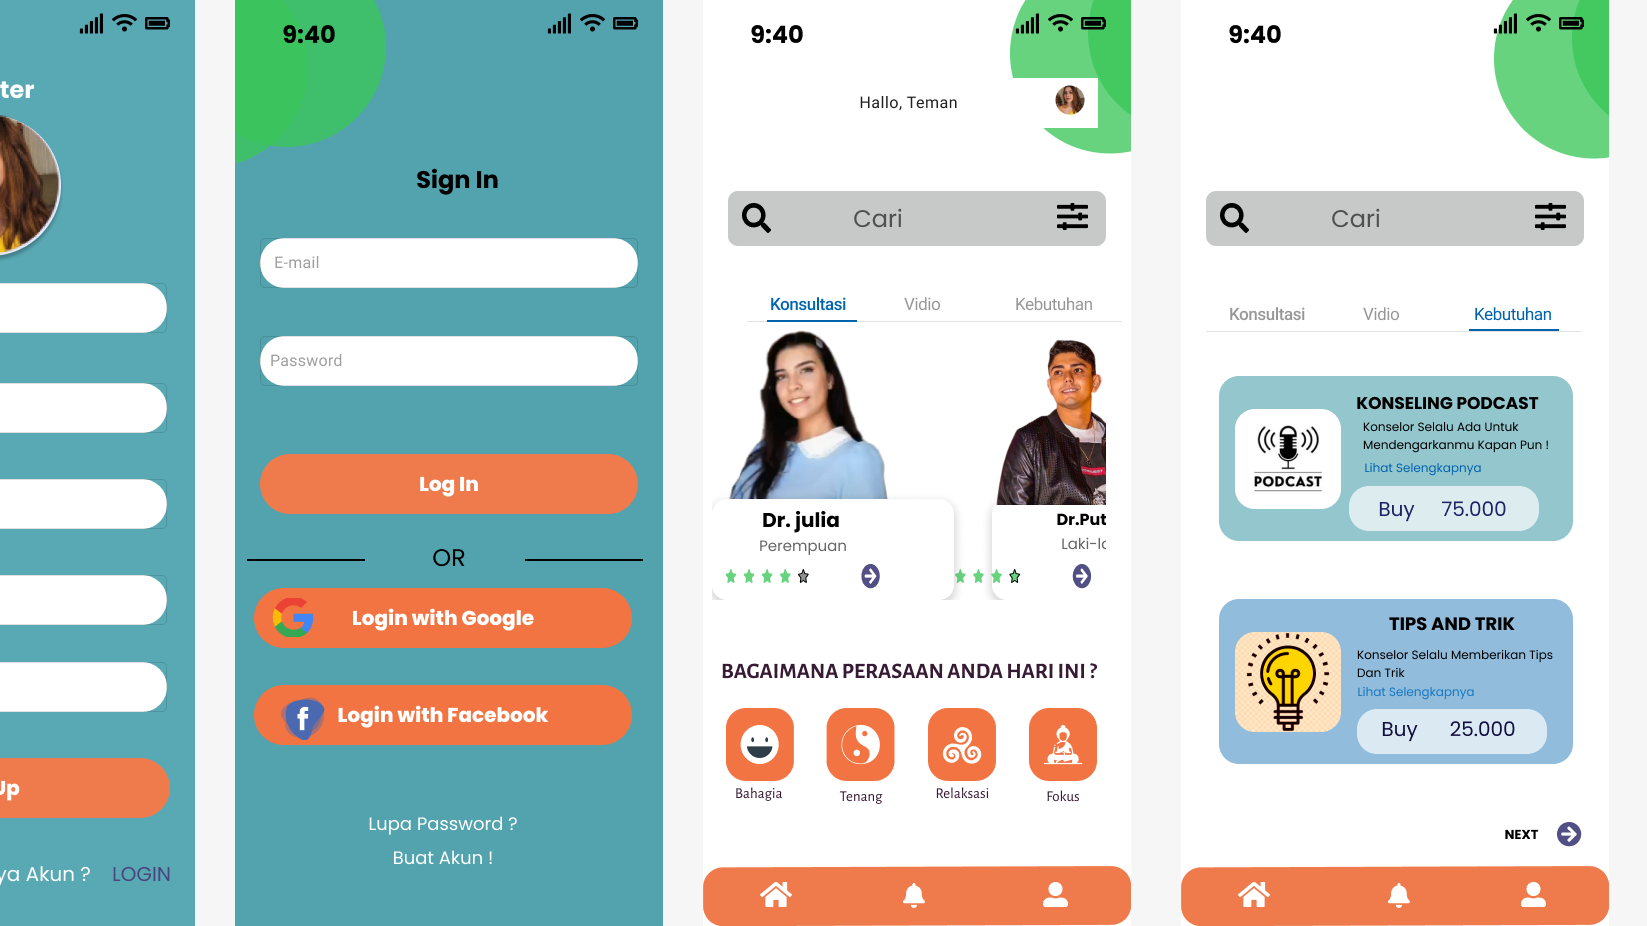 ter
Up
ya Akun ? LOGIN
9:40
Sign In
E-mail
Password
Log In
OR
Login with Google
Login with Facebook
Lupa Password ?
Buat Akun !
9:40
Hallo, Teman
Cari
Konsultasi Vidio Kebutuhan
Dr. julia
Perempuan
Dr.Put
Laki-la
BAGAIMANA PERASAAN ANDA HARI INI ?
Bahagia Tenang Relaksasi Fokus
9:40
Cari
Konsultasi Vidio Kebutuhan
PODCAST
KONSELING PODCAST
Konselor Selalu Ada Untuk
Mendengarkanmu Kapan Pun !
Lihat Selengkapnya
Buy 75.000
TIPS AND TRIK
Konselor Selalu Memberikan Tips
Dan Trik
Lihat Selengkapnya
Buy 25.000
NEXT